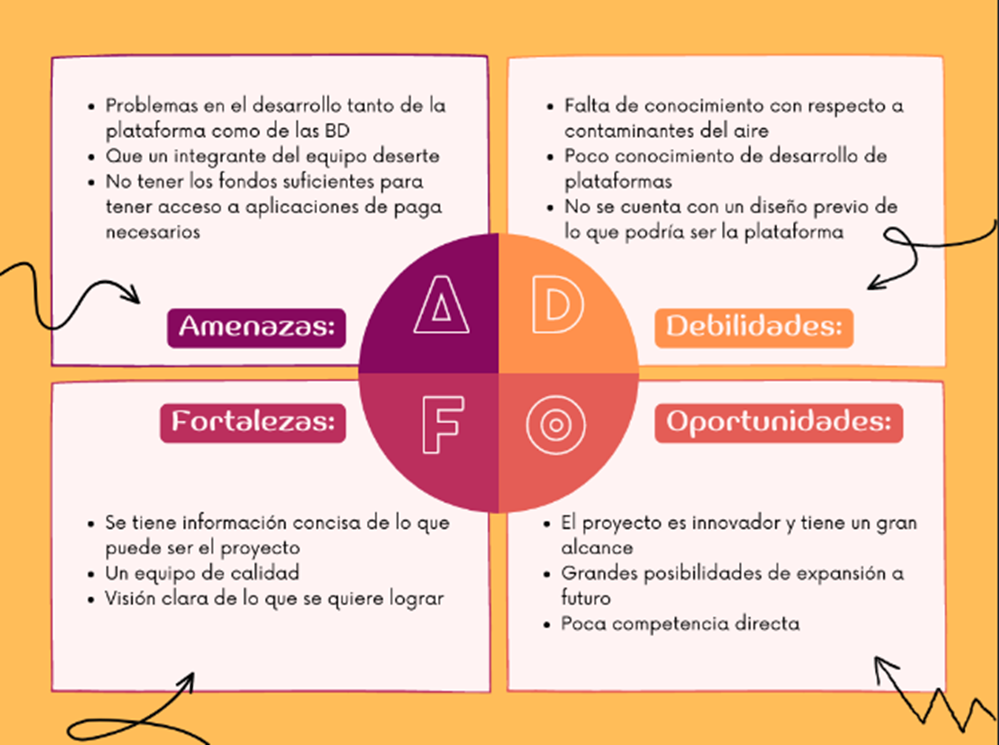 • Problemas en el desarrollo tanto de la
plataforma como de las BD
• Que un integrante del equipo deserte
• No tener los fondos suficientes para
tener acceso a aplicaciones de paga
necesarios
Amenazas:
• Falta de conocimiento con respecto a
contaminantes del aire
• Poco conocimiento de desarrollo de
plataformas
• No se cuenta con un diseño previo de
lo que podría ser la plataforma
Debilidades:
A D
F O
Fortalezas:
• Se tiene información concisa de lo que
puede ser el proyecto
• Un equipo de calidad
• Visión clara de lo que se quiere lograr
Oportunidades:
• El proyecto es innovador y tiene un gran
alcance
• Grandes posibilidades de expansión a
futuro
• Poca competencia directa